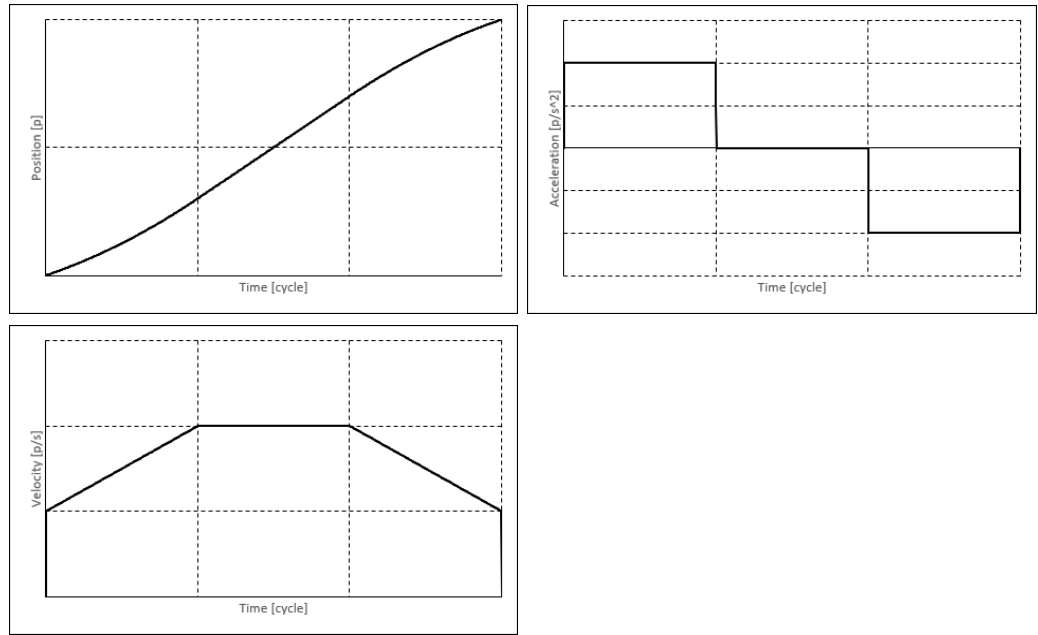 Position [p]
Time [cycle]
Acceleration [p/s^2]
Time [cycle]
Velocity [p/s]
Time [cycle]